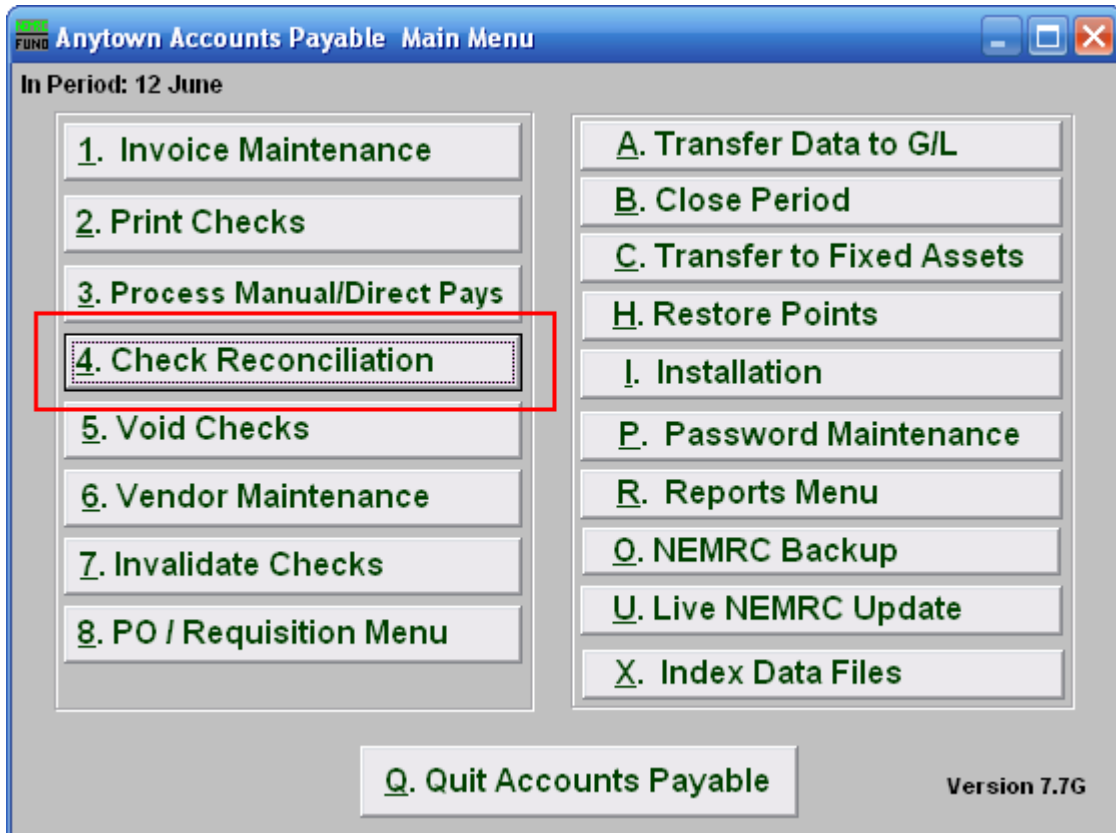 NEMRC
FUND Anytown Accounts Payable Main Menu
In Period: 12 June
1. Invoice Maintenance
2. Print Checks
3. Process Manual/Direct Pays
4. Check Reconciliation
5. Void Checks
6. Vendor Maintenance
7. Invalidate Checks
8. PO / Requisition Menu
A. Transfer Data to G/L
B. Close Period
C. Transfer to Fixed Assets
H. Restore Points
I. Installation
P. Password Maintenance
R. Reports Menu
O. NEMRC Backup
U. Live NEMRC Update
X. Index Data Files
Q. Quit Accounts Payable
Version 7.7G